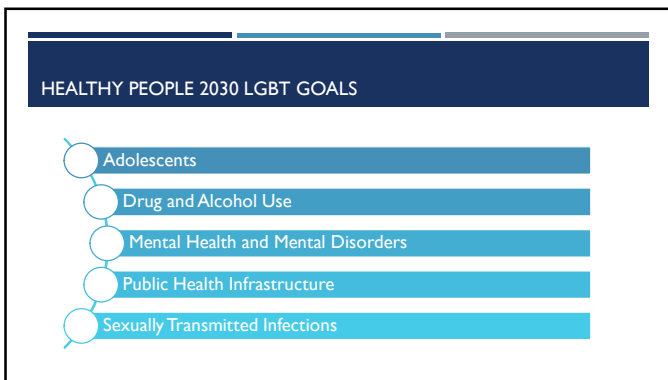 HEALTHY PEOPLE 2030 LGBT GOALS
Adolescents
Drug and Alcohol Use
Mental Health and Mental Disorders
Public Health Infrastructure
Sexually Transmitted Infections